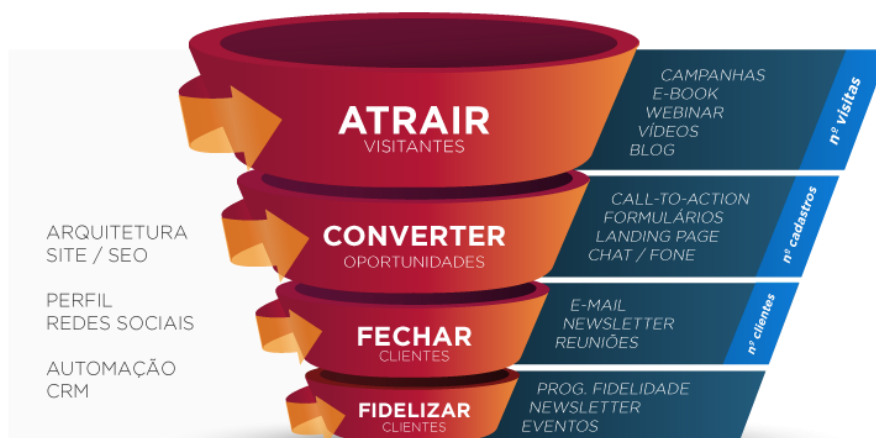 ATRAIR
VISITANTES
CAMPANHAS
E-BOOK
WEBINAR
VÍDEOS
BLOG
nº visitas
CONVERTER
OPORTUNIDADES
CALL-TO-ACTION
FORMULÁRIOS
LANDING PAGE
CHAT / FONE
nº cadastros
FECHAR
CLIENTES
E-MAIL
NEWSLETTER
REUNIÕES
nº clientes
FIDELIZAR
CLIENTES
PROG. FIDELIDADE
NEWSLETTER
EVENTOS
ARQUITETURA
SITE / SEO
PERFIL
REDES SOCIAIS
AUTOMAÇÃO
CRM